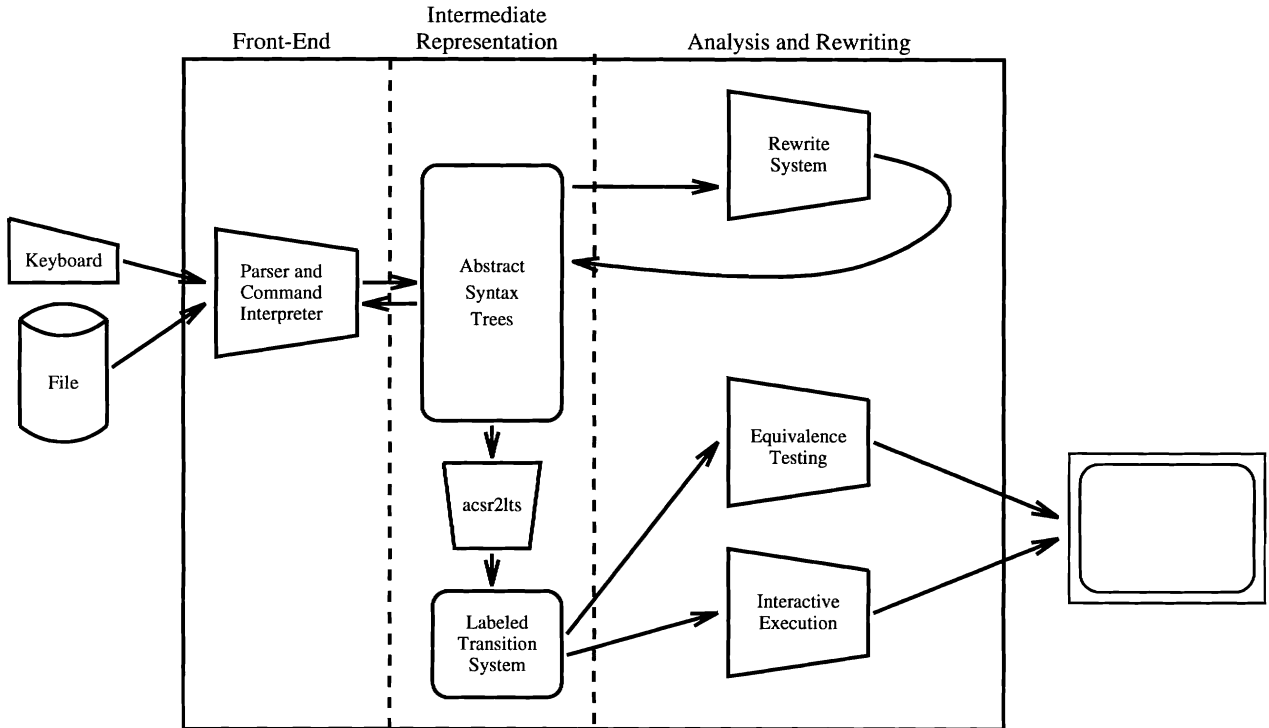 Intermediate
Front-End
Representation
Analysis and Rewriting
Rewrite
System
Keyboard
Parser and
Command
Interpreter
Abstract
Syntax
Trees
File
Equivalence
Testing
acsr2lts
Labeled
Transition
System
Interactive
Execution